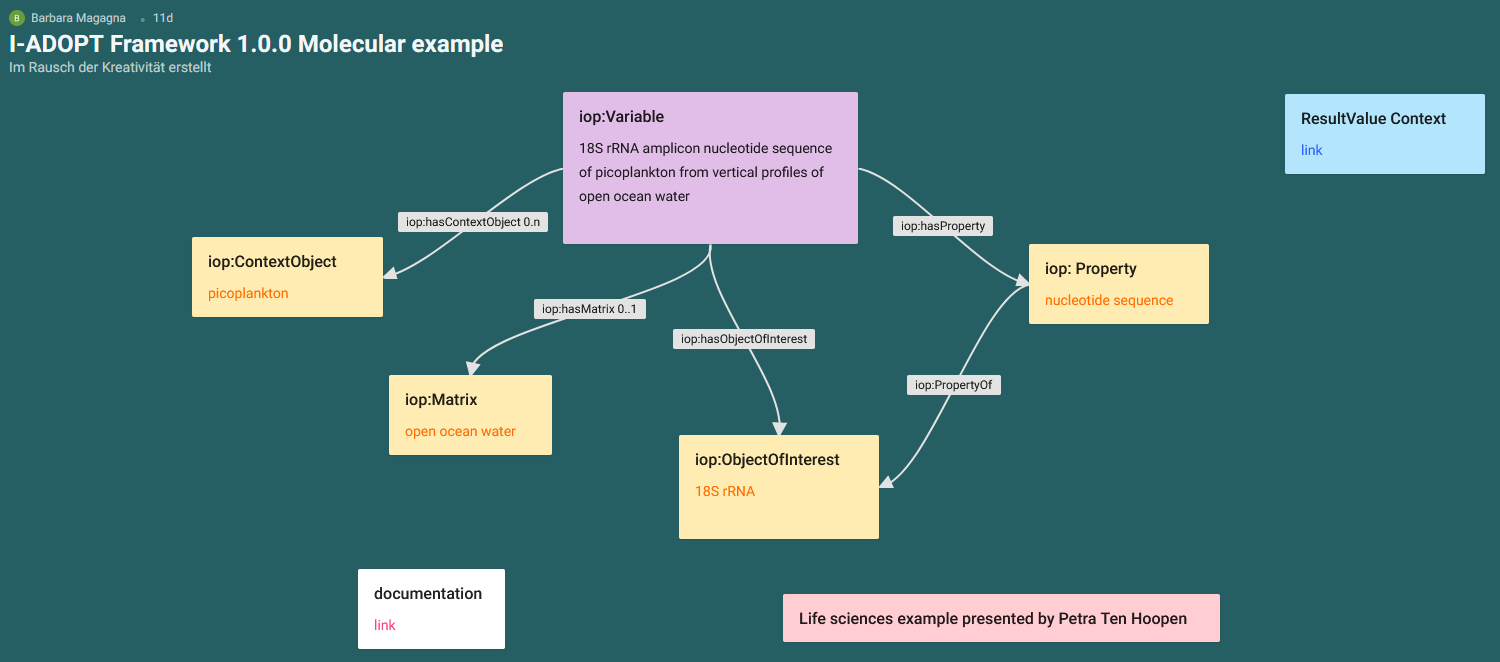 B Barbara Magagna • 11d
I-ADOPT Framework 1.0.0 Molecular example
Im Rausch der Kreativität erstellt
iop:Variable
18S rRNA amplicon nucleotide sequence
of picoplankton from vertical profiles of
open ocean water
ResultValue Context
link
iop:hasContextObject 0.n
iop:hasProperty
iop:ContextObject
picoplankton
iop: Property
nucleotide sequence
iop:hasMatrix 0..1
iop:hasObjectOfInterest
iop:PropertyOf
iop:Matrix
open ocean water
iop:ObjectOfInterest
18S rRNA
documentation
link
Life sciences example presented by Petra Ten Hoopen